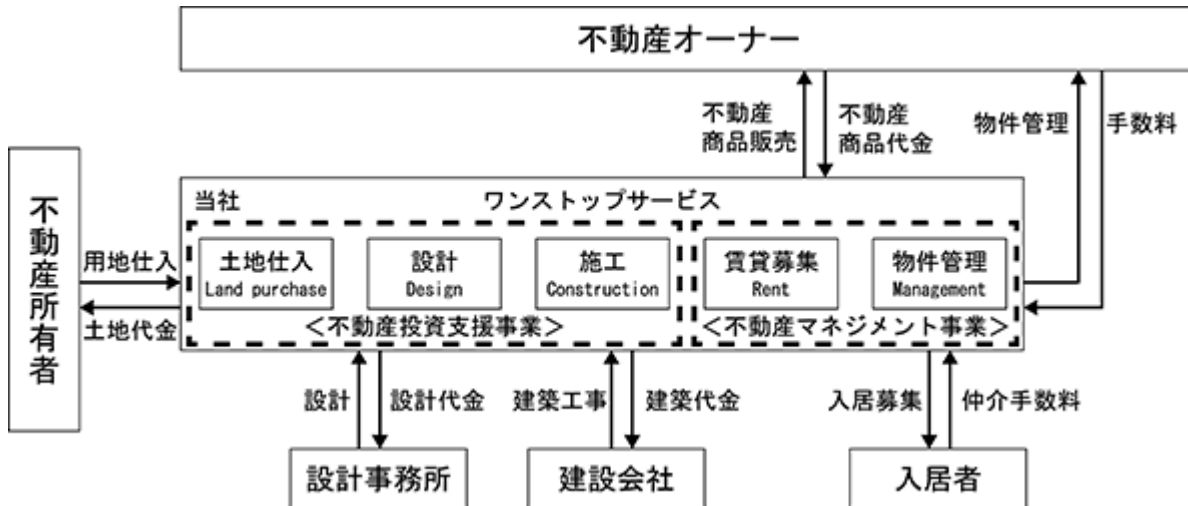 不動産オーナー
不動産
商品販売
不動産
商品代金
物件管理
手数料
不動産所有者
用地仕入
土地代金
当社
ワンストップサービス
土地仕入
Land purchase
設計
Design
施工
Construction
<不動産投資支援事業>
賃貸募集
Rent
物件管理
Management
<不動産マネジメント事業>
設計
設計代金
建築工事
建築代金
入居募集
仲介手数料
設計事務所
建設会社
入居者